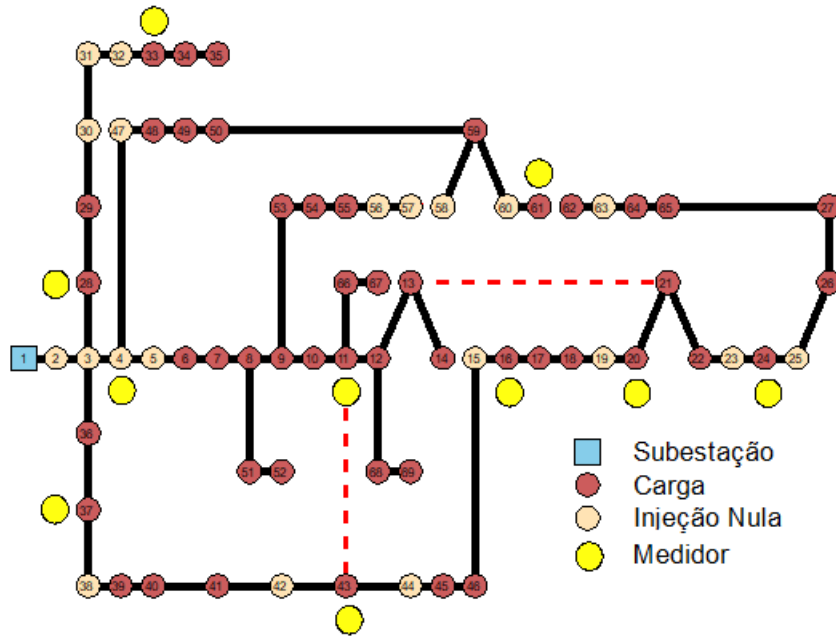 31 32 33 34 35
30 47 48 49 50 59
29 53 54 55 56 57 58 60 61 62 63 64 65 27
28 66 67 13 21 26
1 2 3 4 5 6 7 8 9 10 11 12 14 15 16 17 18 19 20 22 23 24 25
36
51 52 68 69
37
38 39 40 41 42 43 44 45 46
Subestação
Carga
Injeção Nula
Medidor